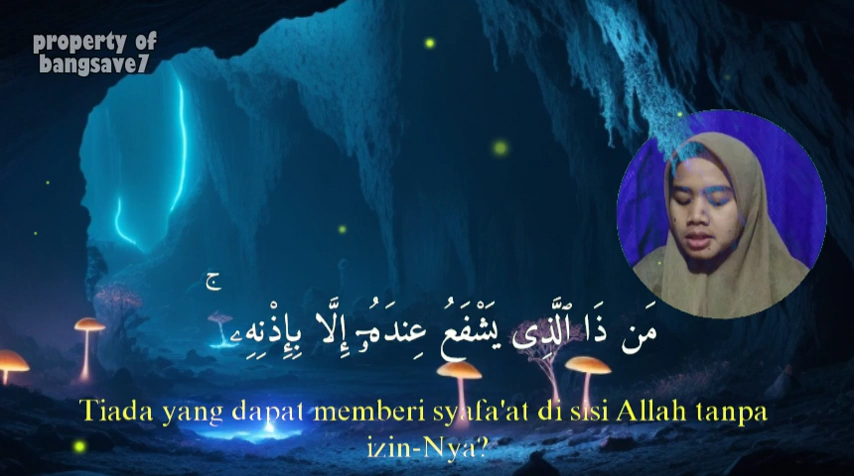 property of
bangsave7
مَن ذَا ٱلَّذِى يَشْفَعُ عِندَهُۥٓ إِلَّا بِإِذْنِهِۦ ۚ
Tiada yang dapat memberi syafa'at di sisi Allah tanpa
izin-Nya?